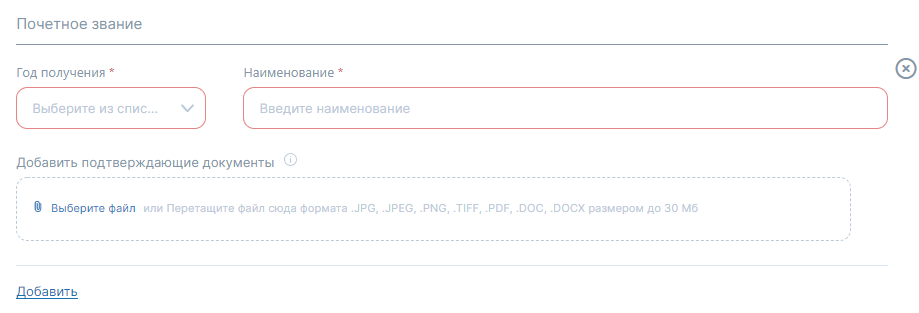 Почетное звание
Год получения * Наименование *
Выберите из спис... Введите наименование
Добавить подтверждающие документы
Выберите файл или Перетащите файл сюда формата .JPG, .JPEG, .PNG, .TIFF, .PDF, .DOC, .DOCX размером до 30 Мб
Добавить